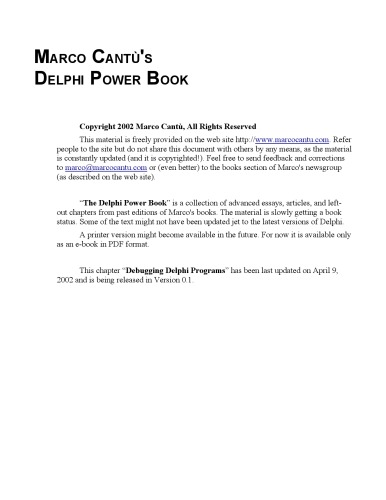 MARCO CANTÙ'S
DELPHI POWER BOOK
Copyright 2002 Marco Cantù, All Rights Reserved
This material is freely provided on the web site http://www.marcocantu.com. Refer
people to the site but do not share this document with others by any means, as the material
is constantly updated (and it is copyrighted!). Feel free to send feedback and corrections
to marco@marcocantu.com or (even better) to the books section of Marco's newsgroup
(as described on the web site).
“The Delphi Power Book” is a collection of advanced essays, articles, and left-
out chapters from past editions of Marco's books. The material is slowly getting a book
status. Some of the text might not have been updated jet to the latest versions of Delphi.
A printer version might become available in the future. For now it is available only
as an e-book in PDF format.
This chapter “Debugging Delphi Programs” has been last updated on April 9,
2002 and is being released in Version 0.1.